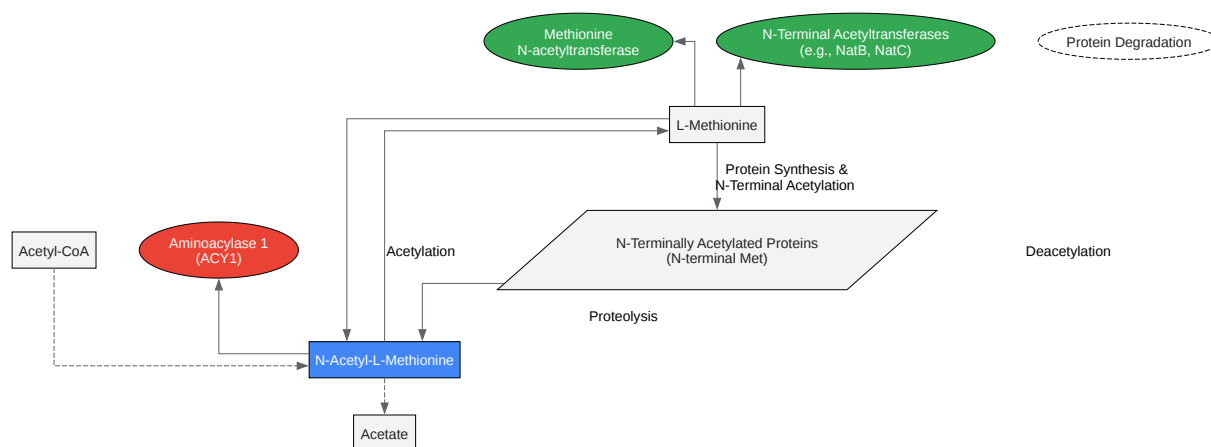 Methionine
N-acetyltransferase
N-Terminal Acetyltransferases
(e.g., NatB, NatC)
Protein Degradation
L-Methionine
Protein Synthesis &
N-Terminal Acetylation
Acetyl-CoA
Aminoacylase 1
(ACY1)
Acetylation
N-Terminally Acetylated Proteins
(N-terminal Met)
Deacetylation
Proteolysis
N-Acetyl-L-Methionine
Acetate